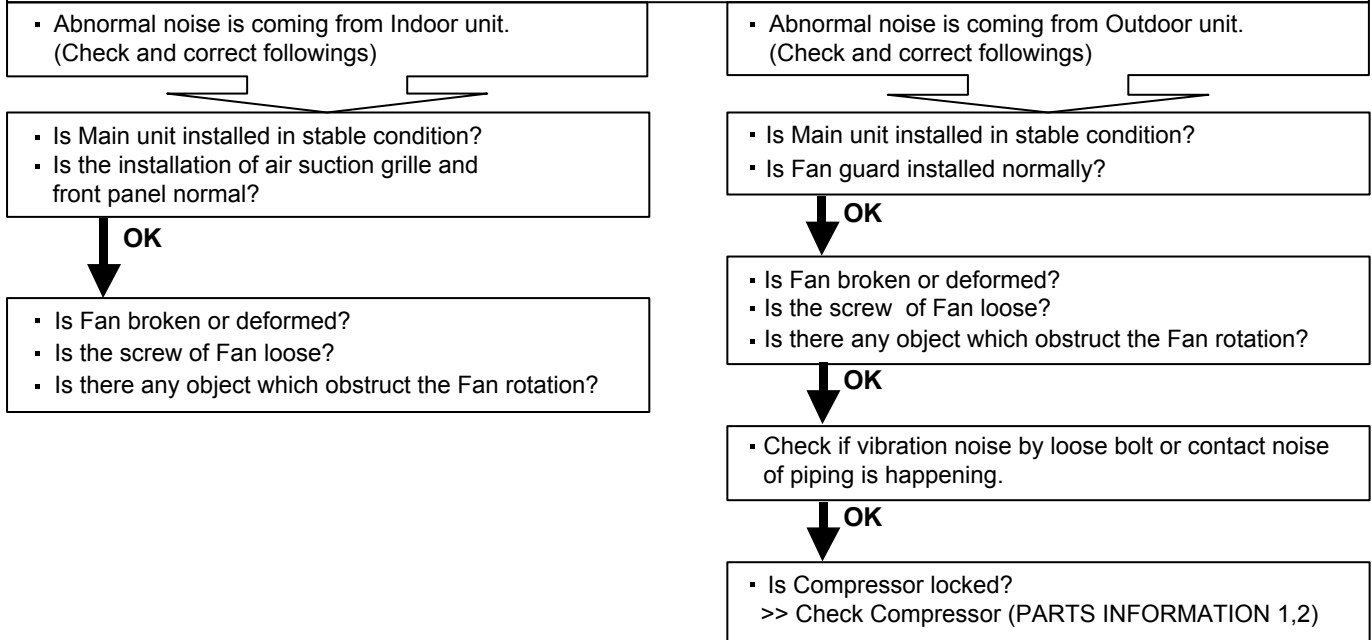 ▪ Abnormal noise is coming from Indoor unit.
(Check and correct followings)
▪ Is Main unit installed in stable condition?
▪ Is the installation of air suction grille and
front panel normal?
OK
▪ Is Fan broken or deformed?
▪ Is the screw of Fan loose?
▪ Is there any object which obstruct the Fan rotation?
▪ Abnormal noise is coming from Outdoor unit.
(Check and correct followings)
▪ Is Main unit installed in stable condition?
▪ Is Fan guard installed normally?
OK
▪ Is Fan broken or deformed?
▪ Is the screw of Fan loose?
▪ Is there any object which obstruct the Fan rotation?
OK
▪ Check if vibration noise by loose bolt or contact noise
of piping is happening.
OK
▪ Is Compressor locked?
>> Check Compressor (PARTS INFORMATION 1,2)